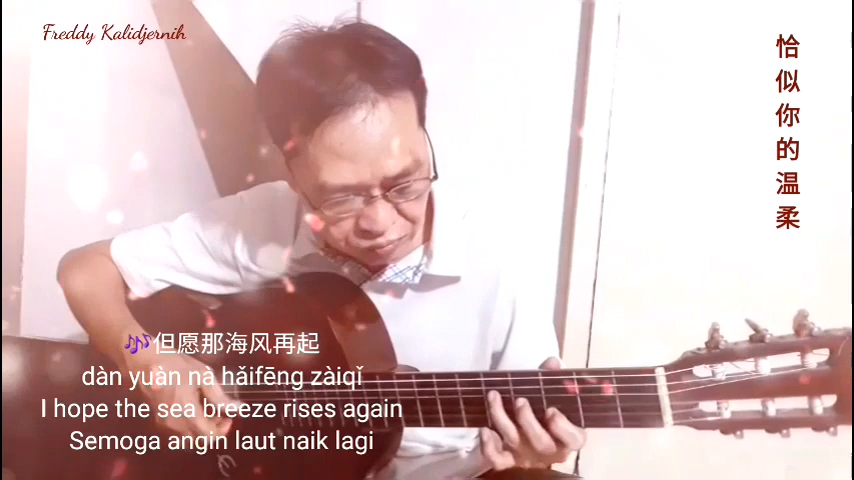 Freddy Kalidjernih
恰似你的温柔
🎶但愿那海风再起
dàn yuàn nà hǎifēng zàiqǐ
I hope the sea breeze rises again
Semoga angin laut naik lagi